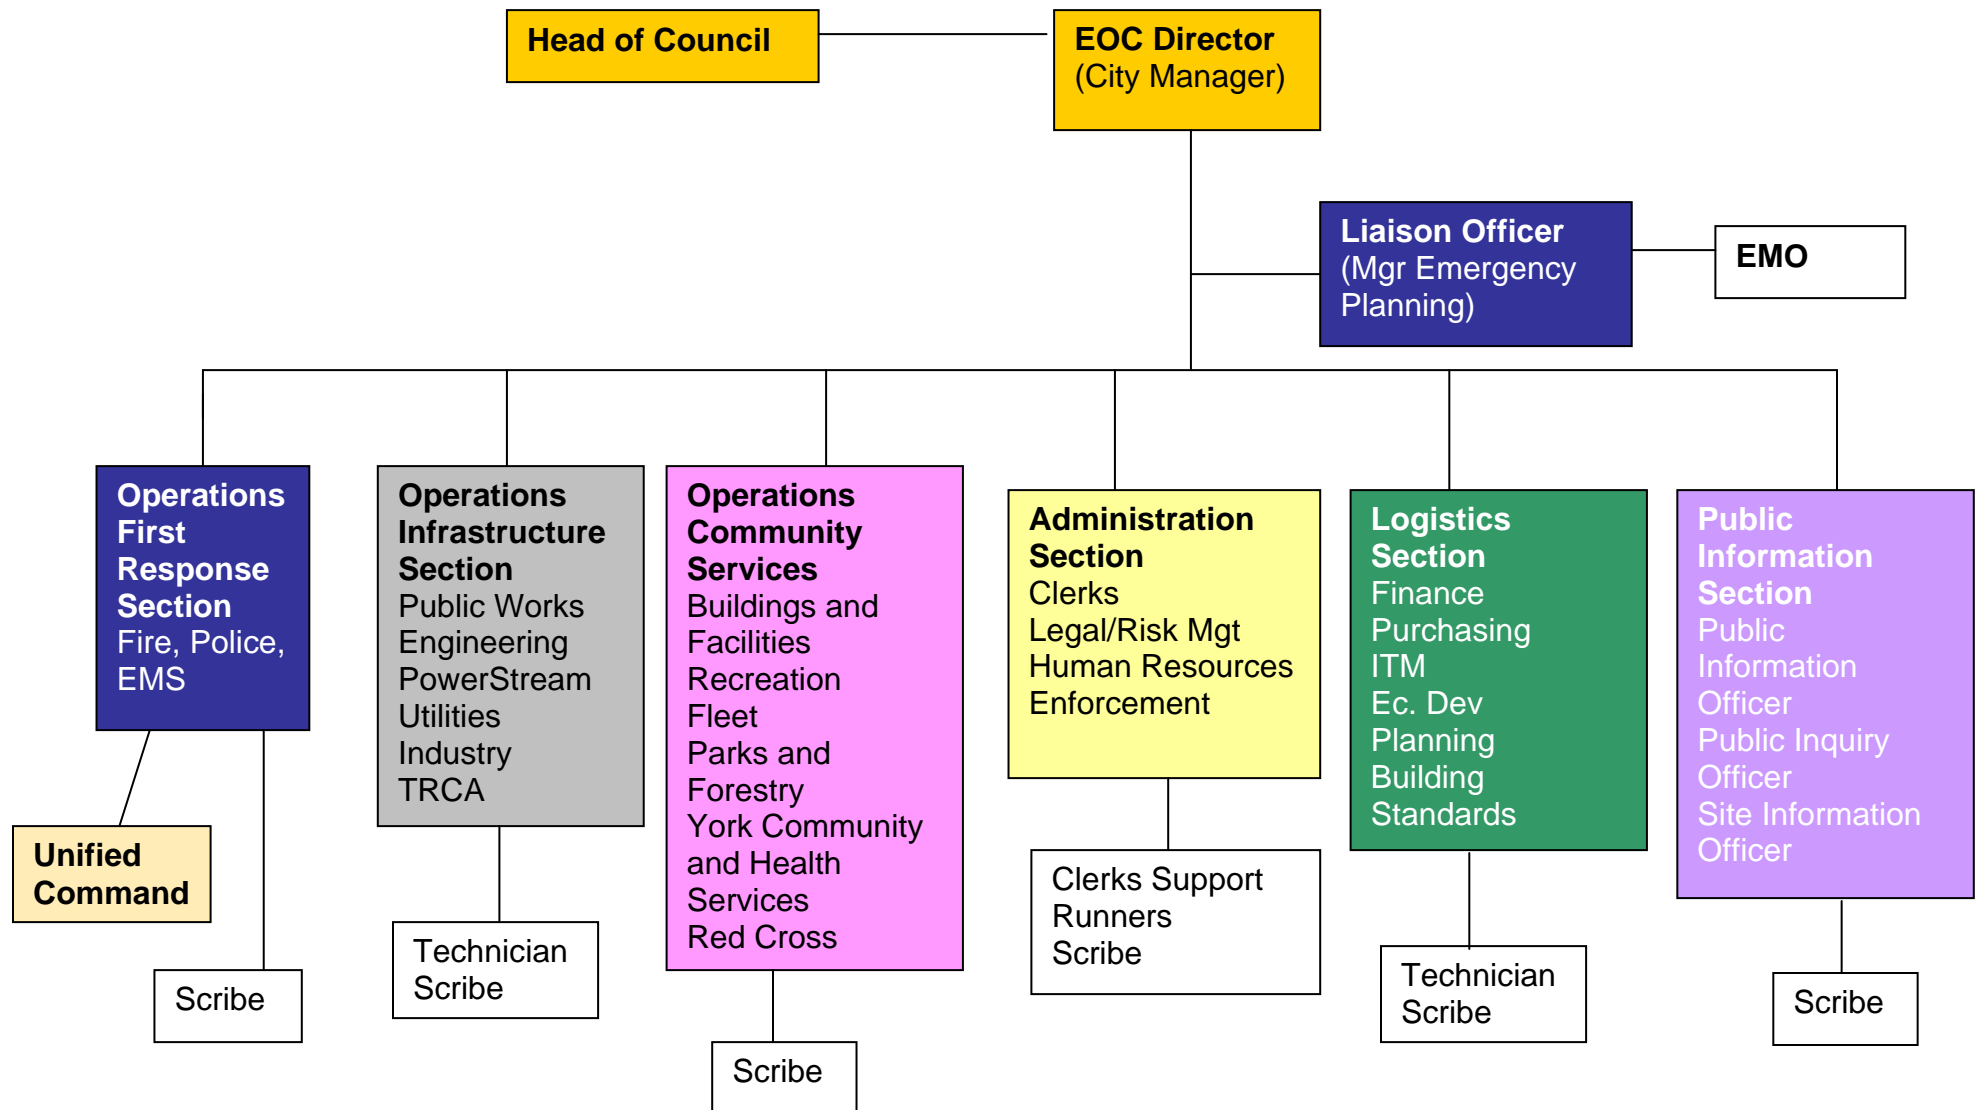 Head of Council
EOC Director
(City Manager)
Liaison Officer
(Mgr Emergency
Planning)
EMO
Operations
First
Response
Section
Fire, Police,
EMS
Operations
Infrastructure
Section
Public Works
Engineering
PowerStream
Utilities
Industry
TRCA
Operations
Community
Services
Buildings and
Facilities
Recreation
Fleet
Parks and
Forestry
York Community
and Health
Services
Red Cross
Administration
Section
Clerks
Legal/Risk Mgt
Human Resources
Enforcement
Logistics
Section
Finance
Purchasing
ITM
Ec. Dev
Planning
Building
Standards
Public
Information
Section
Public
Information
Officer
Public Inquiry
Officer
Site Information
Officer
Unified
Command
Scribe
Technician
Scribe
Scribe
Clerks Support
Runners
Scribe
Technician
Scribe
Scribe